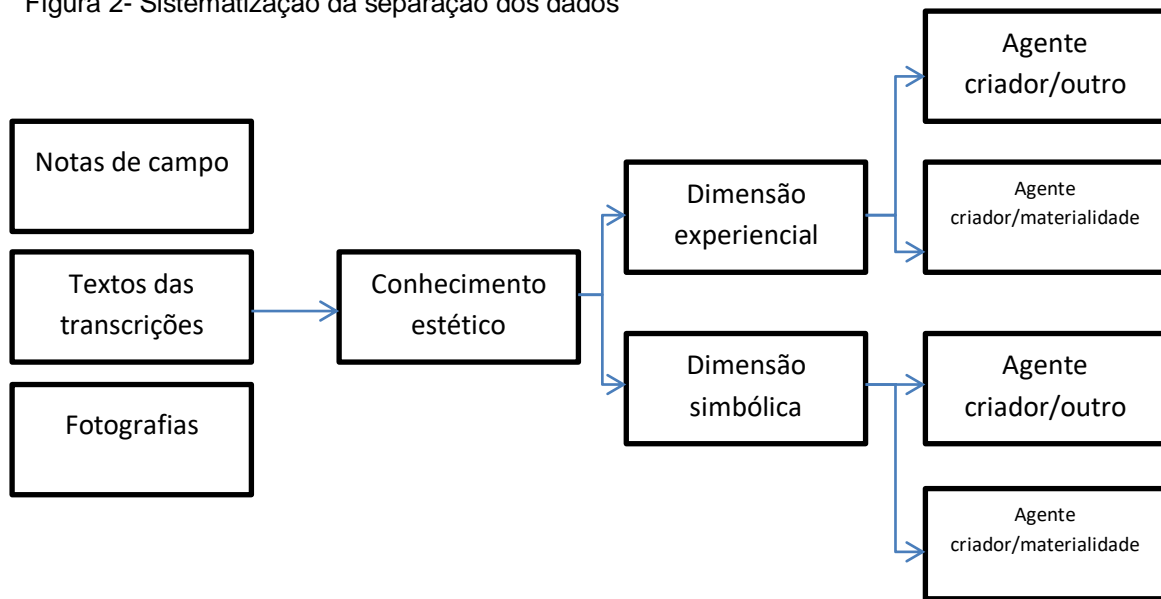 Figura 2- Sistematização da separação dos dados
Notas de campo
Textos das
transcrições
Fotografias
Conhecimento
estético
Dimensão
experiencial
Dimensão
simbólica
Agente
criador/outro
Agente
criador/materialidade
Agente
criador/outro
Agente
criador/materialidade